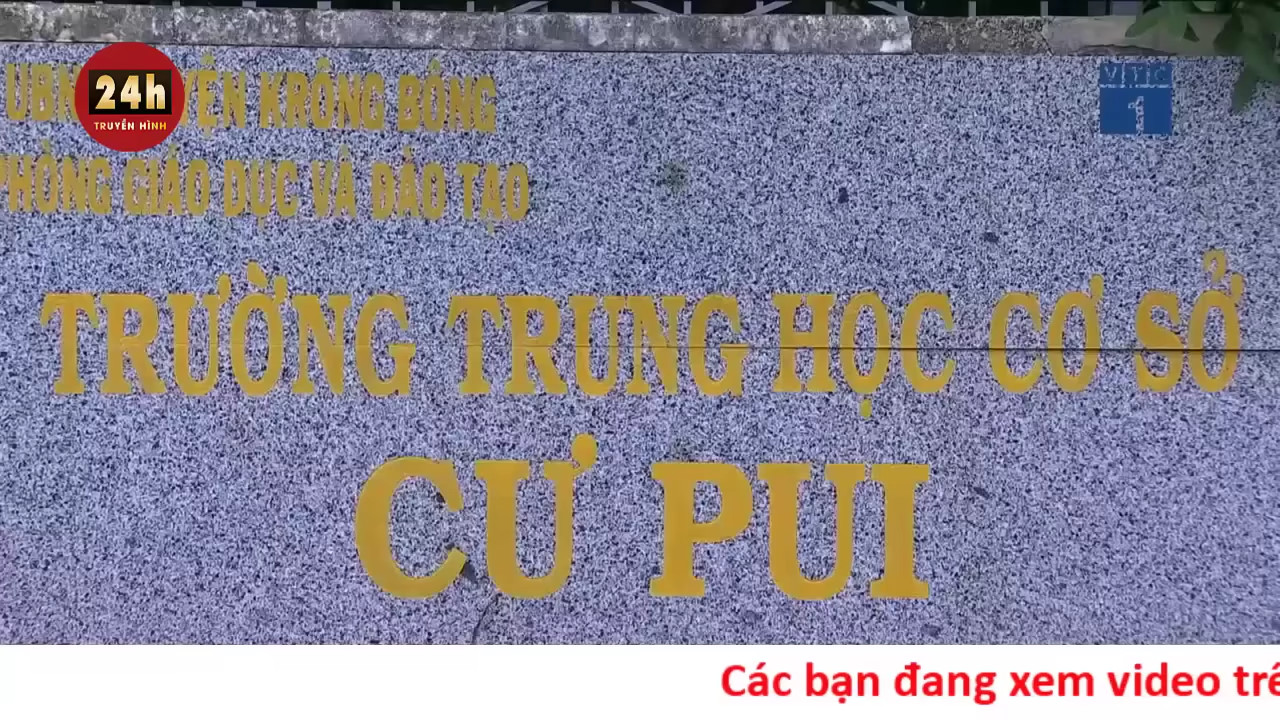 UBN YỆN KRÔNG BÔNG
24h
TRUYỀN HÌNH
VTC
1
PHÒNG GIÁO DỤC VÀ ĐÀO TẠO
TRƯỜNG TRUNG HỌC CƠ SỞ
CƯ PUI
Các bạn đang xem video trê